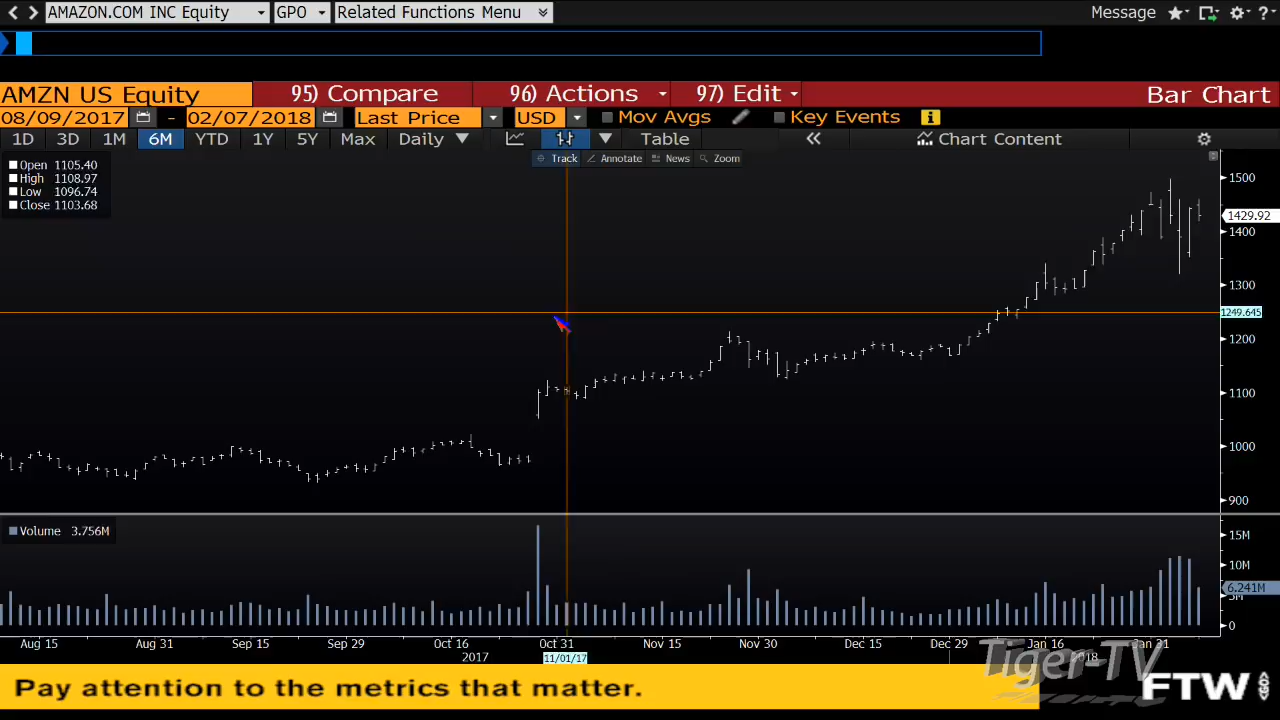 AMAZON.COM INC Equity GPO Related Functions Menu Message
AMZN US Equity 95) Compare 96) Actions 97) Edit Bar Chart
08/09/2017 - 02/07/2018 Last Price USD Mov Avgs Key Events
1D 3D 1M 6M YTD 1Y 5Y Max Daily Table Chart Content
Track Annotate News Zoom
Open 1105.40
High 1108.97
Low 1096.74
Close 1103.68
1500
1429.92
1400
1300
1249.645
1200
1100
1000
900
Volume 3.756M
15M
10M
6.241M
5M
0
Aug 15 Aug 31 Sep 15 Sep 29 Oct 16 Oct 31 Nov 15 Nov 30 Dec 15 Dec 29 Jan 16 Jan 31
2017 11/01/17 2018
Tiger-TV
Pay attention to the metrics that matter.
FTW